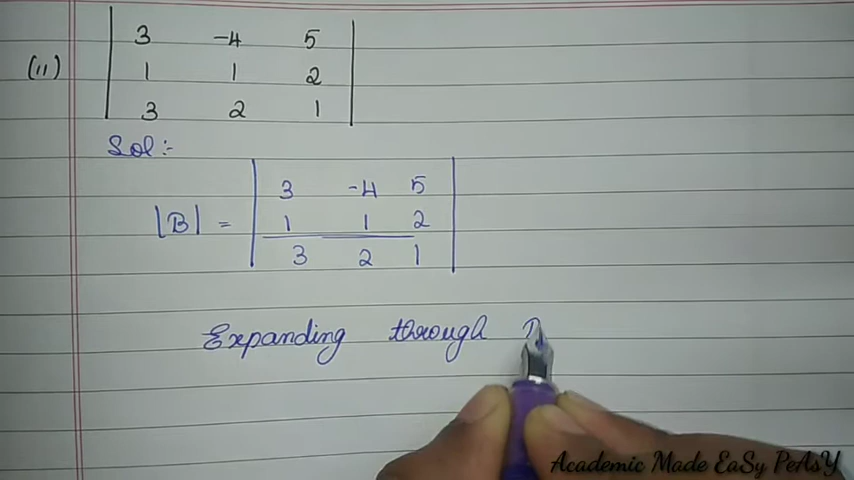 3 -4 5
(ii) 1 1 2
3 2 1
Sol:-
3 -4 5
|B| = 1 1 2
3 2 1
Expanding through
Academic Made EaSy PeAsY